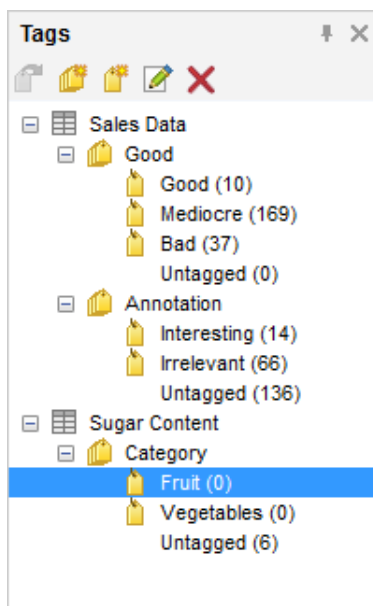 Tags
Sales Data
Good
Good (10)
Mediocre (169)
Bad (37)
Untagged (0)
Annotation
Interesting (14)
Irrelevant (66)
Untagged (136)
Sugar Content
Category
Fruit (0)
Vegetables (0)
Untagged (6)